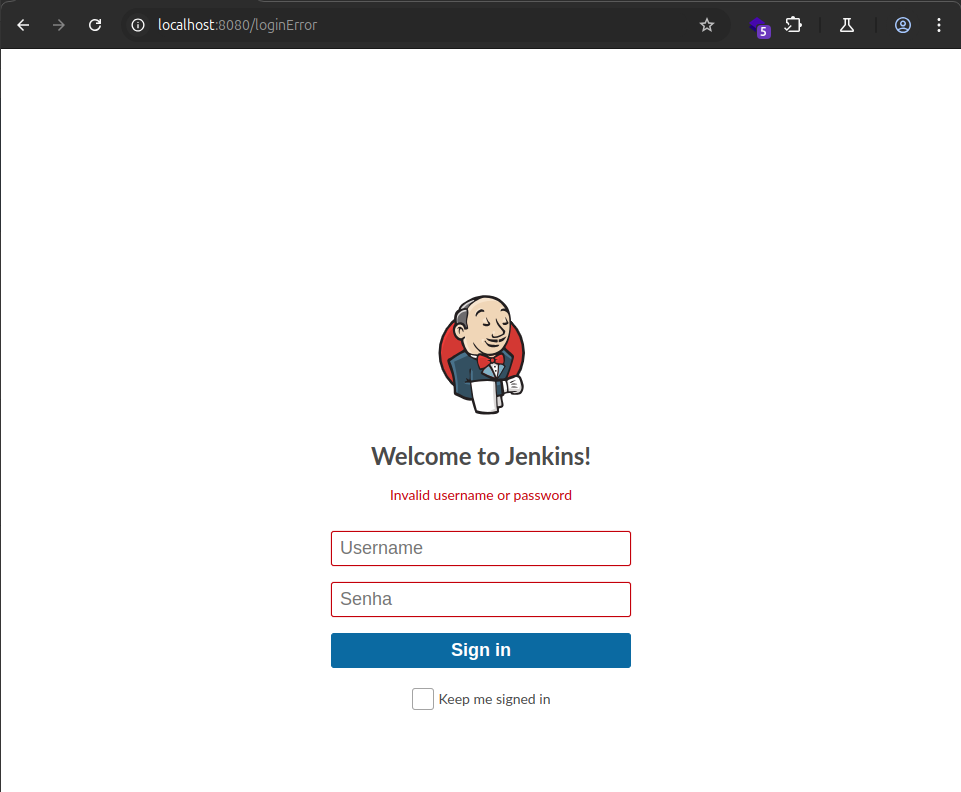 localhost:8080/loginError
5
Welcome to Jenkins!
Invalid username or password
Username
Senha
Sign in
Keep me signed in